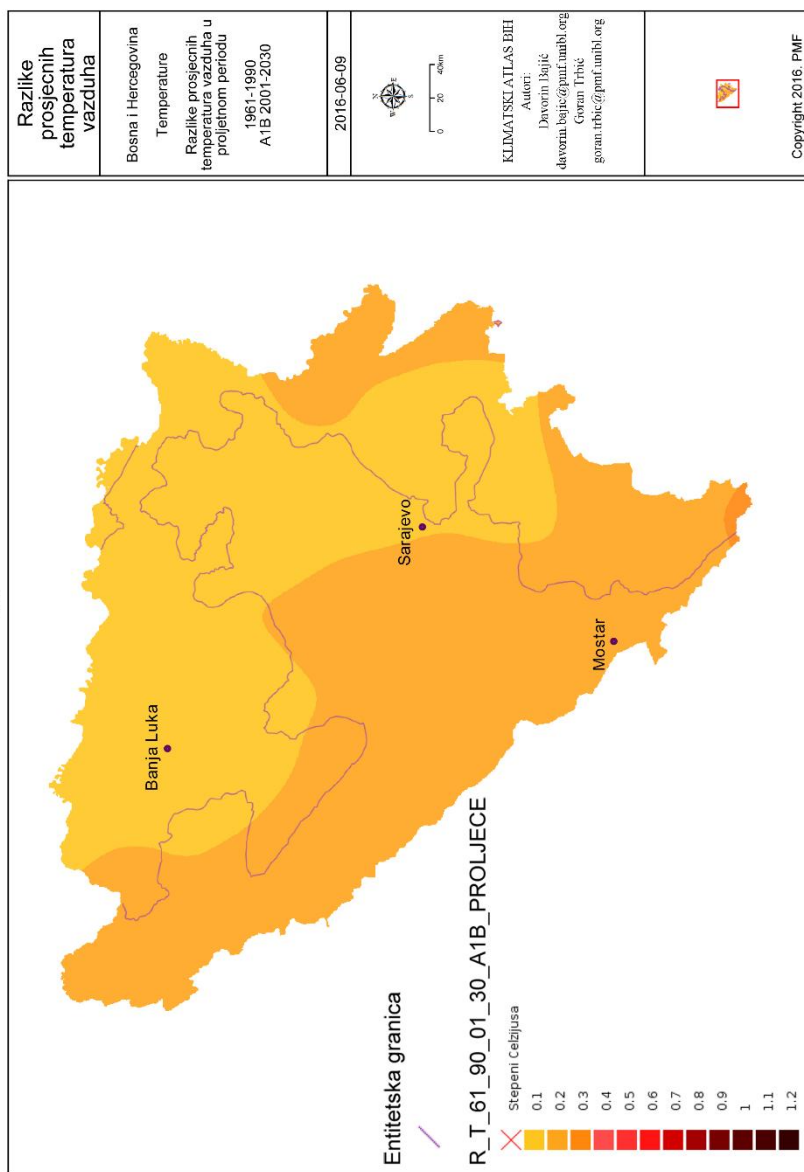 Razlike
prosjecnih
temperatura
vazduha
Bosna i Hercegovina
Temperature
Razlike prosjecnih
temperatura vazduha u
proljetnom periodu
1961-1990
A1B 2001-2030
2016-06-09
N
W E
S
0 20 40km
KLIMATSKI ATLAS BIH
Autori:
Davorin Bajić
davorin.bajic@pmf.unibl.org
Goran Trbić
goran.trbic@pmf.unibl.org
Copyright 2016. PMF
Banja Luka
Sarajevo
Mostar
Entitetska granica
R_T_61_90_01_30_A1B_PROLJECE
Stepeni Celzijusa
0.1
0.2
0.3
0.4
0.5
0.6
0.7
0.8
0.9
1
1.1
1.2